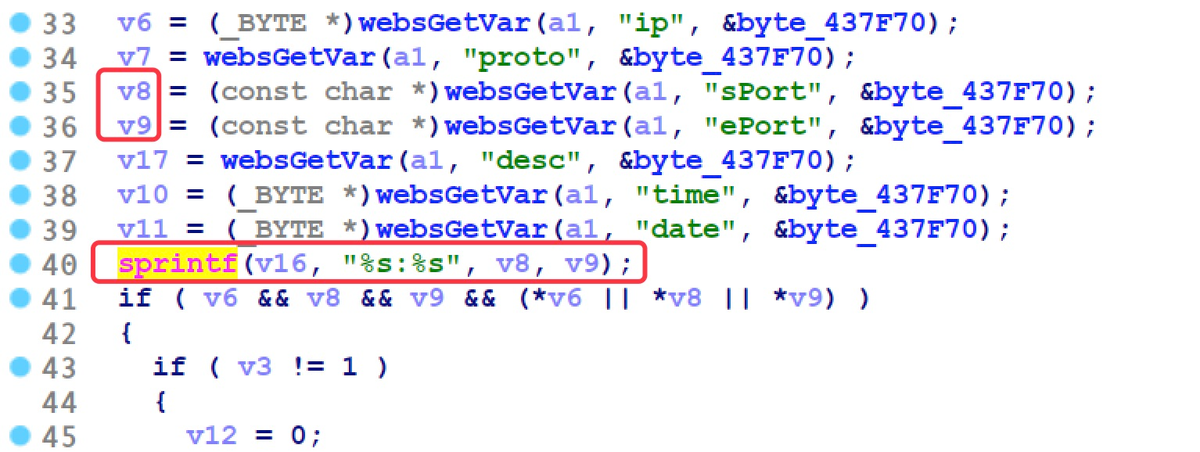 33 v6 = (_BYTE *)websGetVar(a1, "ip", &byte_437F70);
34 v7 = websGetVar(a1, "proto", &byte_437F70);
35 v8 = (const char *)websGetVar(a1, "sPort", &byte_437F70);
36 v9 = (const char *)websGetVar(a1, "ePort", &byte_437F70);
37 v17 = websGetVar(a1, "desc", &byte_437F70);
38 v10 = (_BYTE *)websGetVar(a1, "time", &byte_437F70);
39 v11 = (_BYTE *)websGetVar(a1, "date", &byte_437F70);
40 sprintf(v16, "%s:%s", v8, v9);
41 if ( v6 && v8 && v9 && (*v6 || *v8 || *v9) )
42 {
43 if ( v3 != 1 )
44 {
45 v12 = 0;